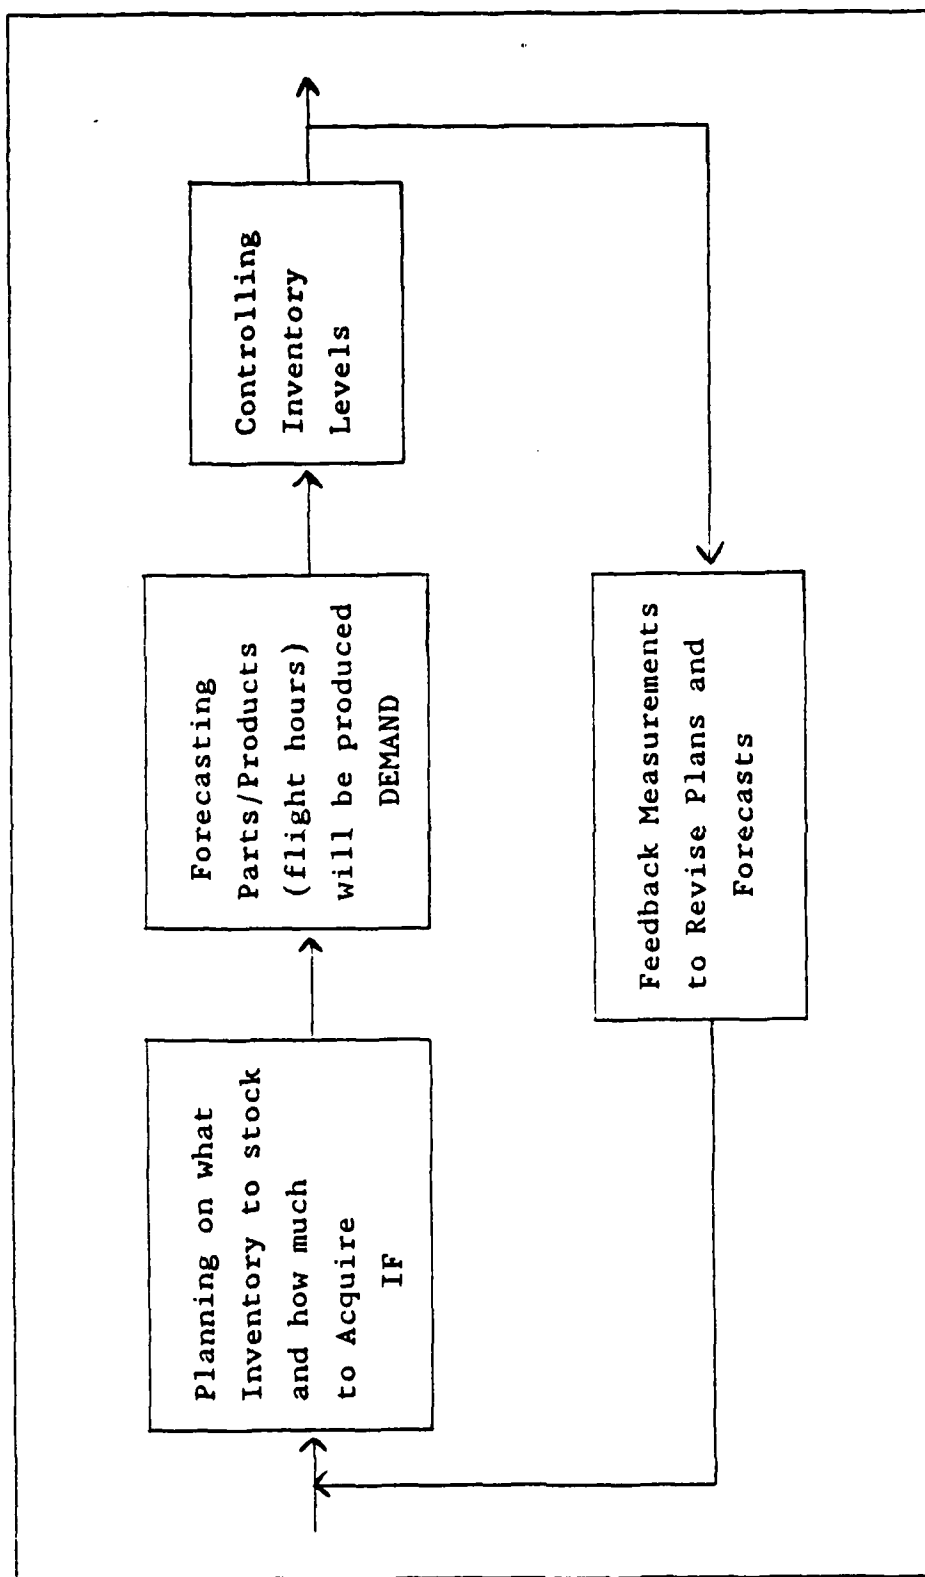 Planning on what
Inventory to stock
and how much
to Acquire
IF
Forecasting
Parts/Products
(flight hours)
will be produced
DEMAND
Controlling
Inventory
Levels
Feedback Measurements
to Revise Plans and
Forecasts